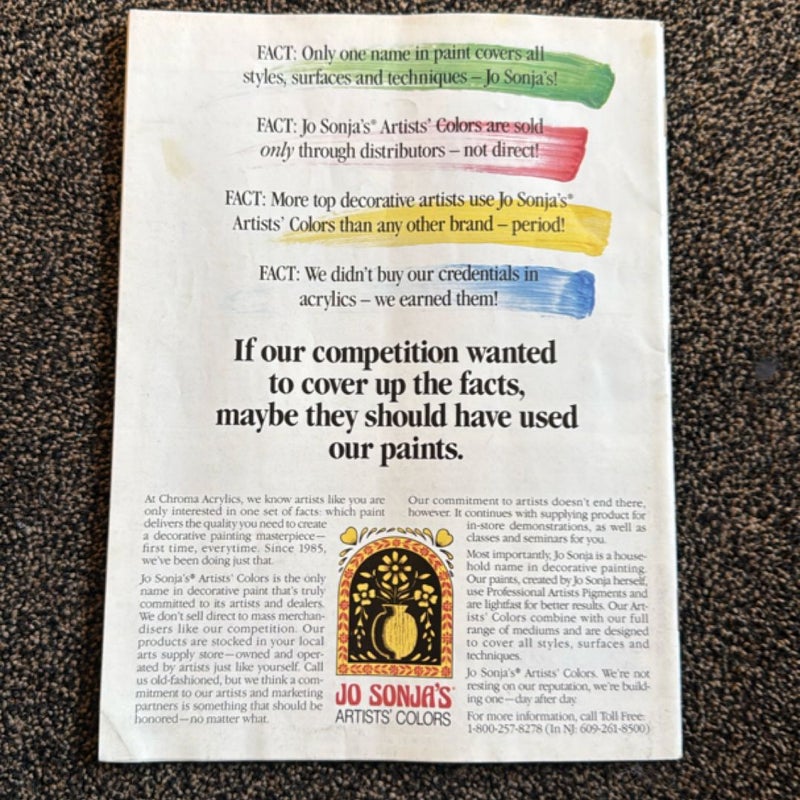 FACT: Only one name in paint covers all
styles, surfaces and techniques – Jo Sonja's!
FACT: Jo Sonja's® Artists' Colors are sold
only through distributors – not direct!
FACT: More top decorative artists use Jo Sonja's®
Artists' Colors than any other brand – period!
FACT: We didn't buy our credentials in
acrylics – we earned them!
If our competition wanted
to cover up the facts,
maybe they should have used
our paints.
At Chroma Acrylics, we know artists like you are
only interested in one set of facts: which paint
delivers the quality you need to create
a decorative painting masterpiece—
first time, everytime. Since 1985,
we've been doing just that.
Jo Sonja's® Artists' Colors is the only
name in decorative paint that's truly
committed to its artists and dealers.
We don't sell direct to mass merchan-
disers like our competition. Our
products are stocked in your local
arts supply store—owned and oper-
ated by artists just like yourself. Call
us old-fashioned, but we think a com-
mitment to our artists and marketing
partners is something that should be
honored—no matter what.
Our commitment to artists doesn't end there,
however. It continues with supplying product for
in-store demonstrations, as well as
classes and seminars for you.
Most importantly, Jo Sonja is a house-
hold name in decorative painting.
Our paints, created by Jo Sonja herself,
use Professional Artists Pigments and
are lightfast for better results. Our Art-
ists' Colors combine with our full
range of mediums and are designed
to cover all styles, surfaces and
techniques.
Jo Sonja's® Artists' Colors. We're not
resting on our reputation, we're build-
ing one—day after day.
For more information, call Toll Free:
1-800-257-8278 (In NJ: 609-261-8500)
JO SONJA'S®
ARTISTS' COLORS